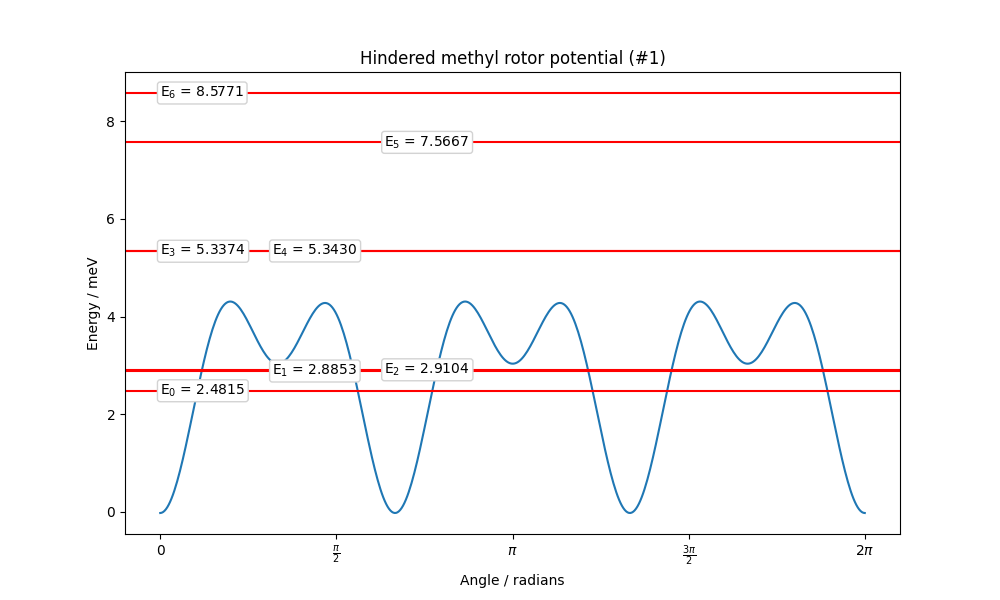 Hindered methyl rotor potential (#1)
E₆ = 8.5771
8
E₅ = 7.5667
6
E₃ = 5.3374 E₄ = 5.3430
4
E₁ = 2.8853 E₂ = 2.9104
E₀ = 2.4815
2
0
Energy / meV
0 π/2 π 3π/2 2π
Angle / radians